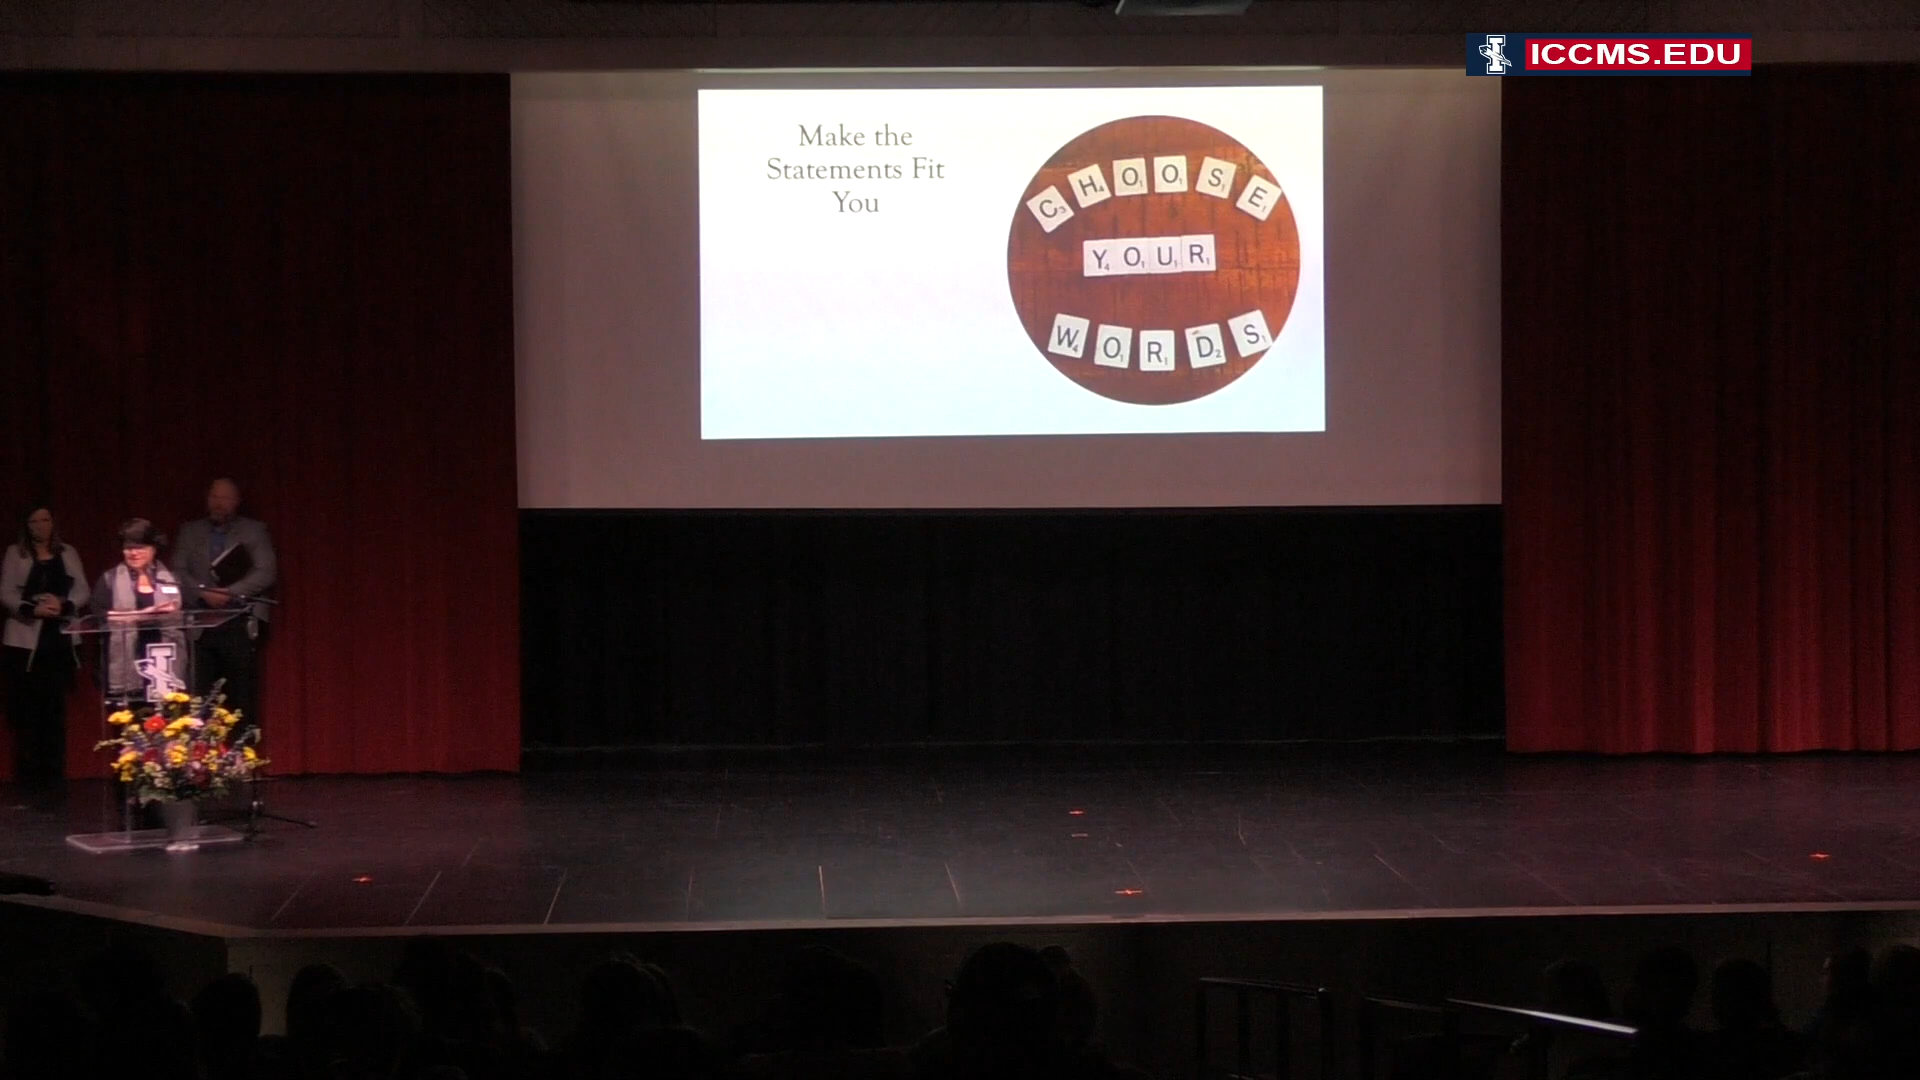 ICCMS.EDU
Make the
Statements Fit
You
CHOOSE
YOUR
WORDS